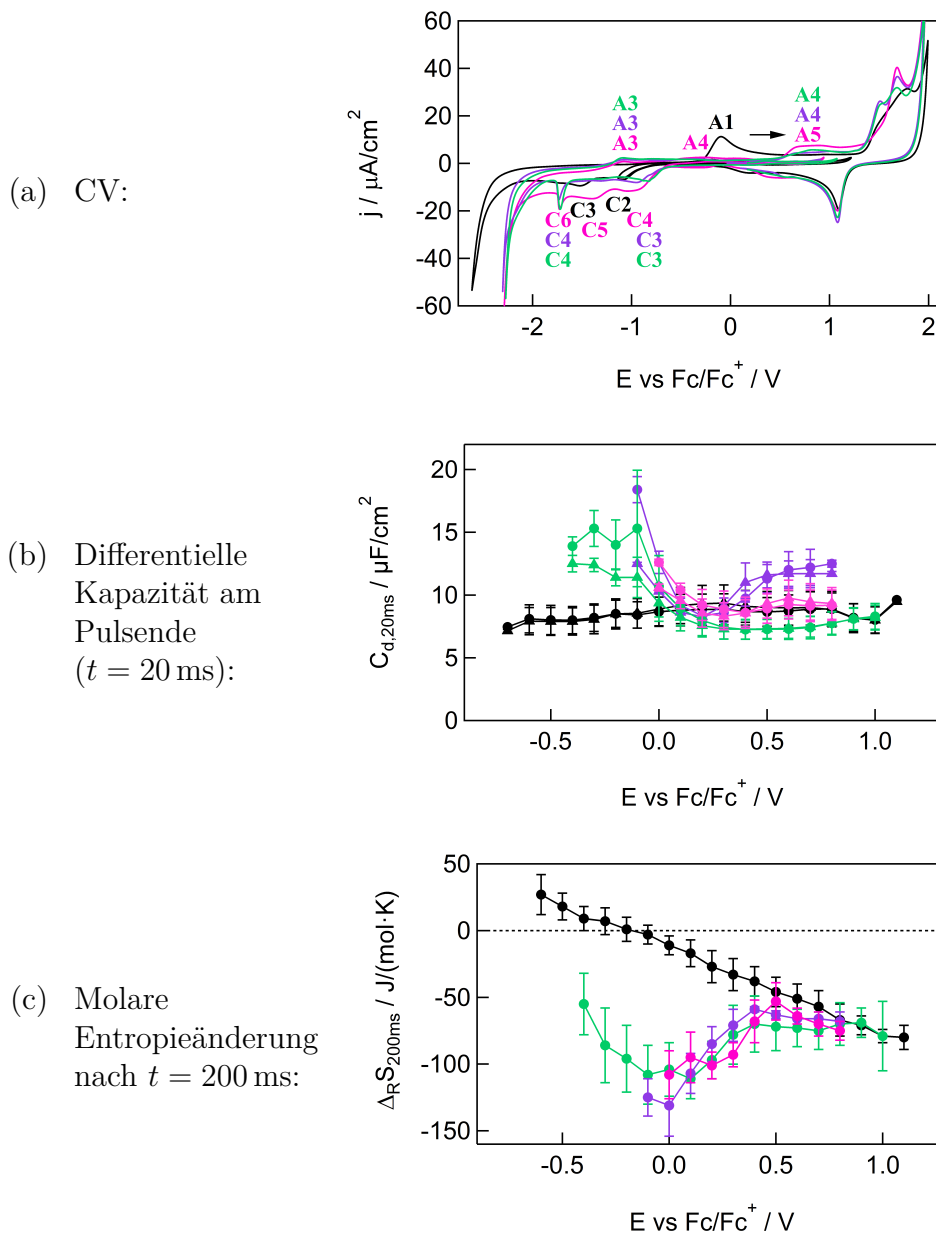 (a) CV:
j / µA/cm²
60
40
20
0
-20
-40
-60
A3
A3
A3
A4
A1
A4
A4
A5
C6
C4
C4
C3
C5
C2
C4
C3
C3
-2 -1 0 1 2
E vs Fc/Fc⁺ / V
(b) Differentielle
Kapazität am
Pulsende
(t = 20 ms):
C_d,20ms / µF/cm²
20
15
10
5
0
-0.5 0.0 0.5 1.0
E vs Fc/Fc⁺ / V
(c) Molare
Entropieänderung
nach t = 200 ms:
Δ_RS_200ms / J/(mol·K)
50
0
-50
-100
-150
-0.5 0.0 0.5 1.0
E vs Fc/Fc⁺ / V